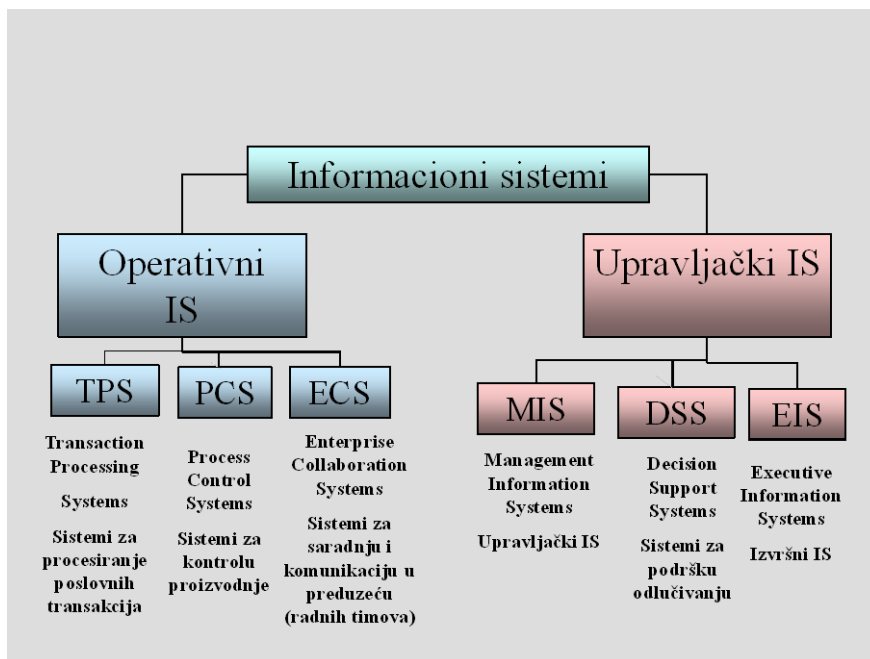 Informacioni sistemi
Operativni
IS
Upravljački IS
TPS
PCS
ECS
MIS
DSS
EIS
Transaction
Processing
Systems
Sistemi za
procesiranje
poslovnih
transakcija
Process
Control
Systems
Sistemi za
kontrolu
proizvodnje
Enterprise
Collaboration
Systems
Sistemi za
saradnju i
komunikaciju u
preduzeću
(radnih timova)
Management
Information
Systems
Upravljački IS
Decision
Support
Systems
Sistemi za
podršku
odlučivanju
Executive
Information
Systems
Izvršni IS